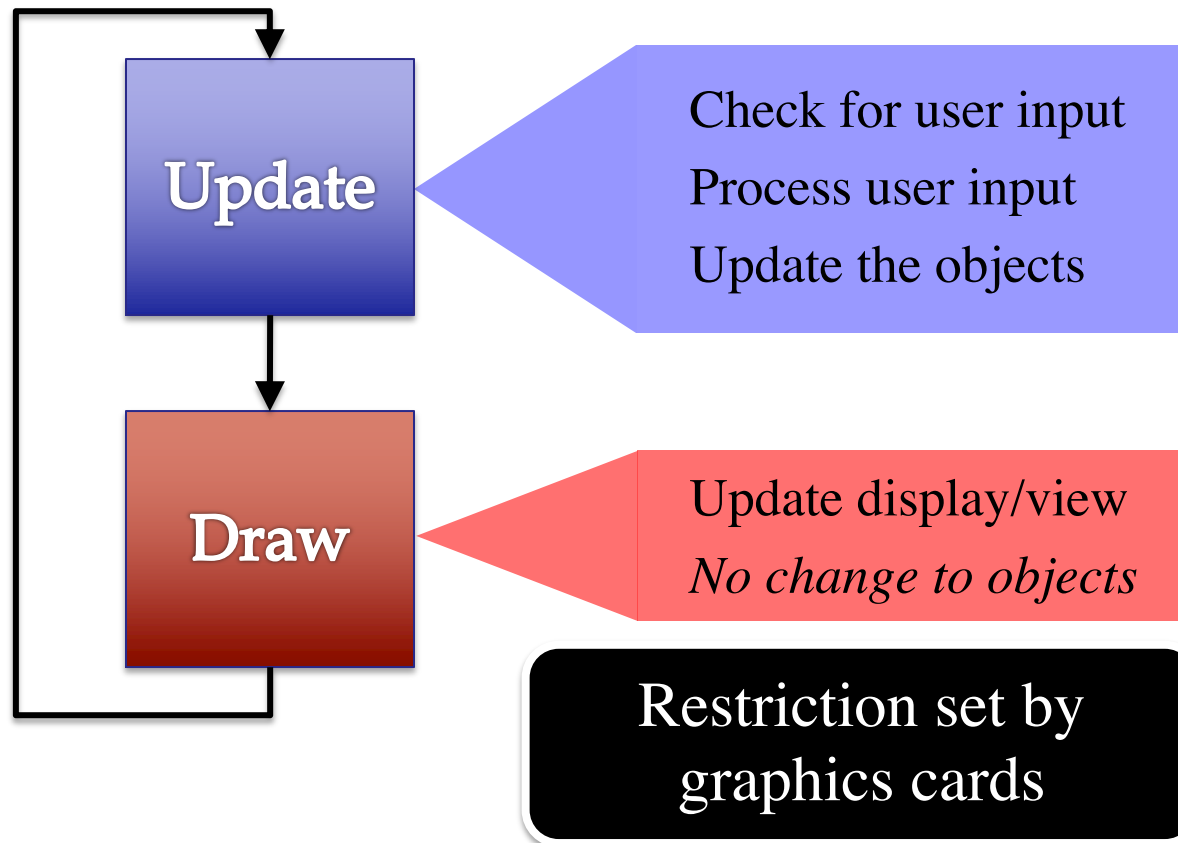 Update
Check for user input
Process user input
Update the objects
Draw
Update display/view
No change to objects
Restriction set by
graphics cards